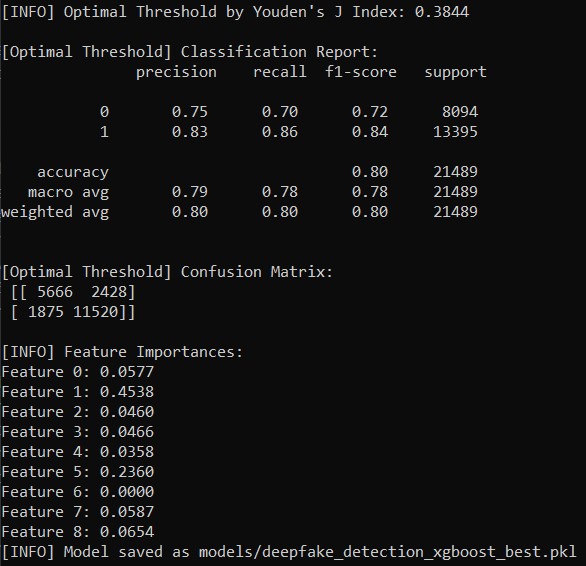 [INFO] Optimal Threshold by Youden's J Index: 0.3844
[Optimal Threshold] Classification Report:
precision recall f1-score support
0 0.75 0.70 0.72 8094
1 0.83 0.86 0.84 13395
accuracy 0.80 21489
macro avg 0.79 0.78 0.78 21489
weighted avg 0.80 0.80 0.80 21489
[Optimal Threshold] Confusion Matrix:
[[ 5666 2428]
[ 1875 11520]]
[INFO] Feature Importances:
Feature 0: 0.0577
Feature 1: 0.4538
Feature 2: 0.0460
Feature 3: 0.0466
Feature 4: 0.0358
Feature 5: 0.2360
Feature 6: 0.0000
Feature 7: 0.0587
Feature 8: 0.0654
[INFO] Model saved as models/deepfake_detection_xgboost_best.pkl